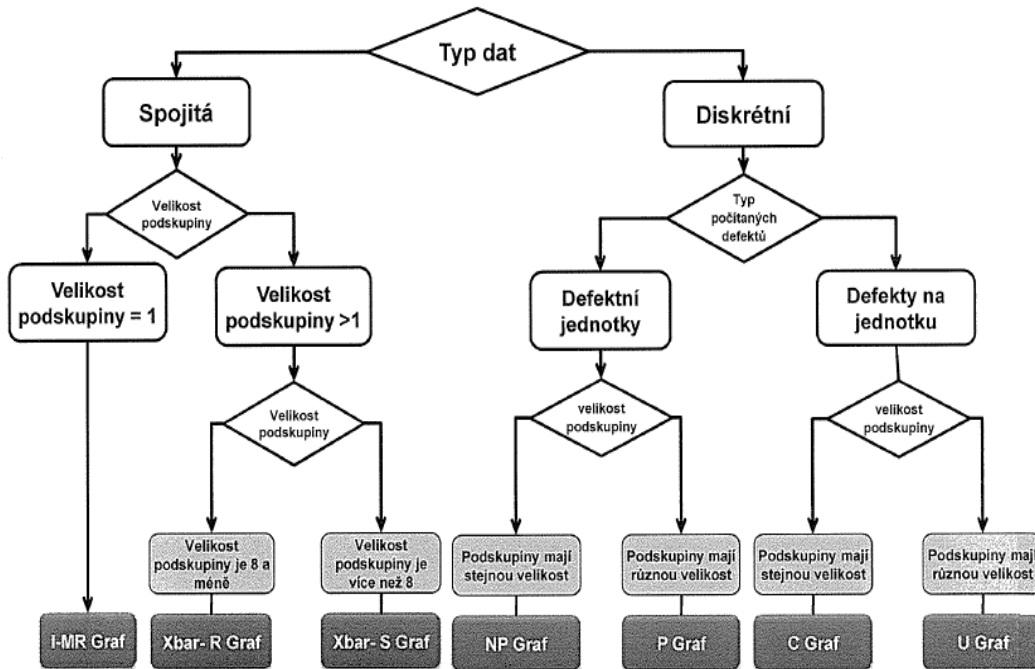 Typ dat
Spojitá
Diskrétní
Velikost
podskupiny
Typ
počítaných
defektů
Velikost
podskupiny = 1
Velikost
podskupiny >1
Defektní
jednotky
Defekty na
jednotku
Velikost
podskupiny
velikost
podskupiny
velikost
podskupiny
Velikost
podskupiny je 8 a
méně
Velikost
podskupiny je
více než 8
Podskupiny mají
stejnou velikost
Podskupiny mají
různou velikost
Podskupiny mají
stejnou velikost
Podskupiny mají
různou velikost
I-MR Graf
Xbar- R Graf
Xbar- S Graf
NP Graf
P Graf
C Graf
U Graf